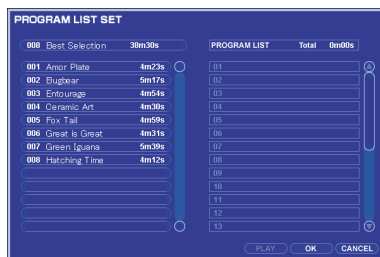 PROGRAM LIST SET
008 Best Selection 38m30s
001 Amor Plate 4m23s
002 Bugbear 5m17s
003 Entourage 4m54s
004 Ceramic Art 4m30s
005 Fox Tail 4m59s
006 Great is Great 4m31s
007 Green Iguana 5m39s
008 Hatching Time 4m12s
PROGRAM LIST Total 0m00s
01
02
03
04
05
06
07
08
09
10
11
12
13
PLAY OK CANCEL